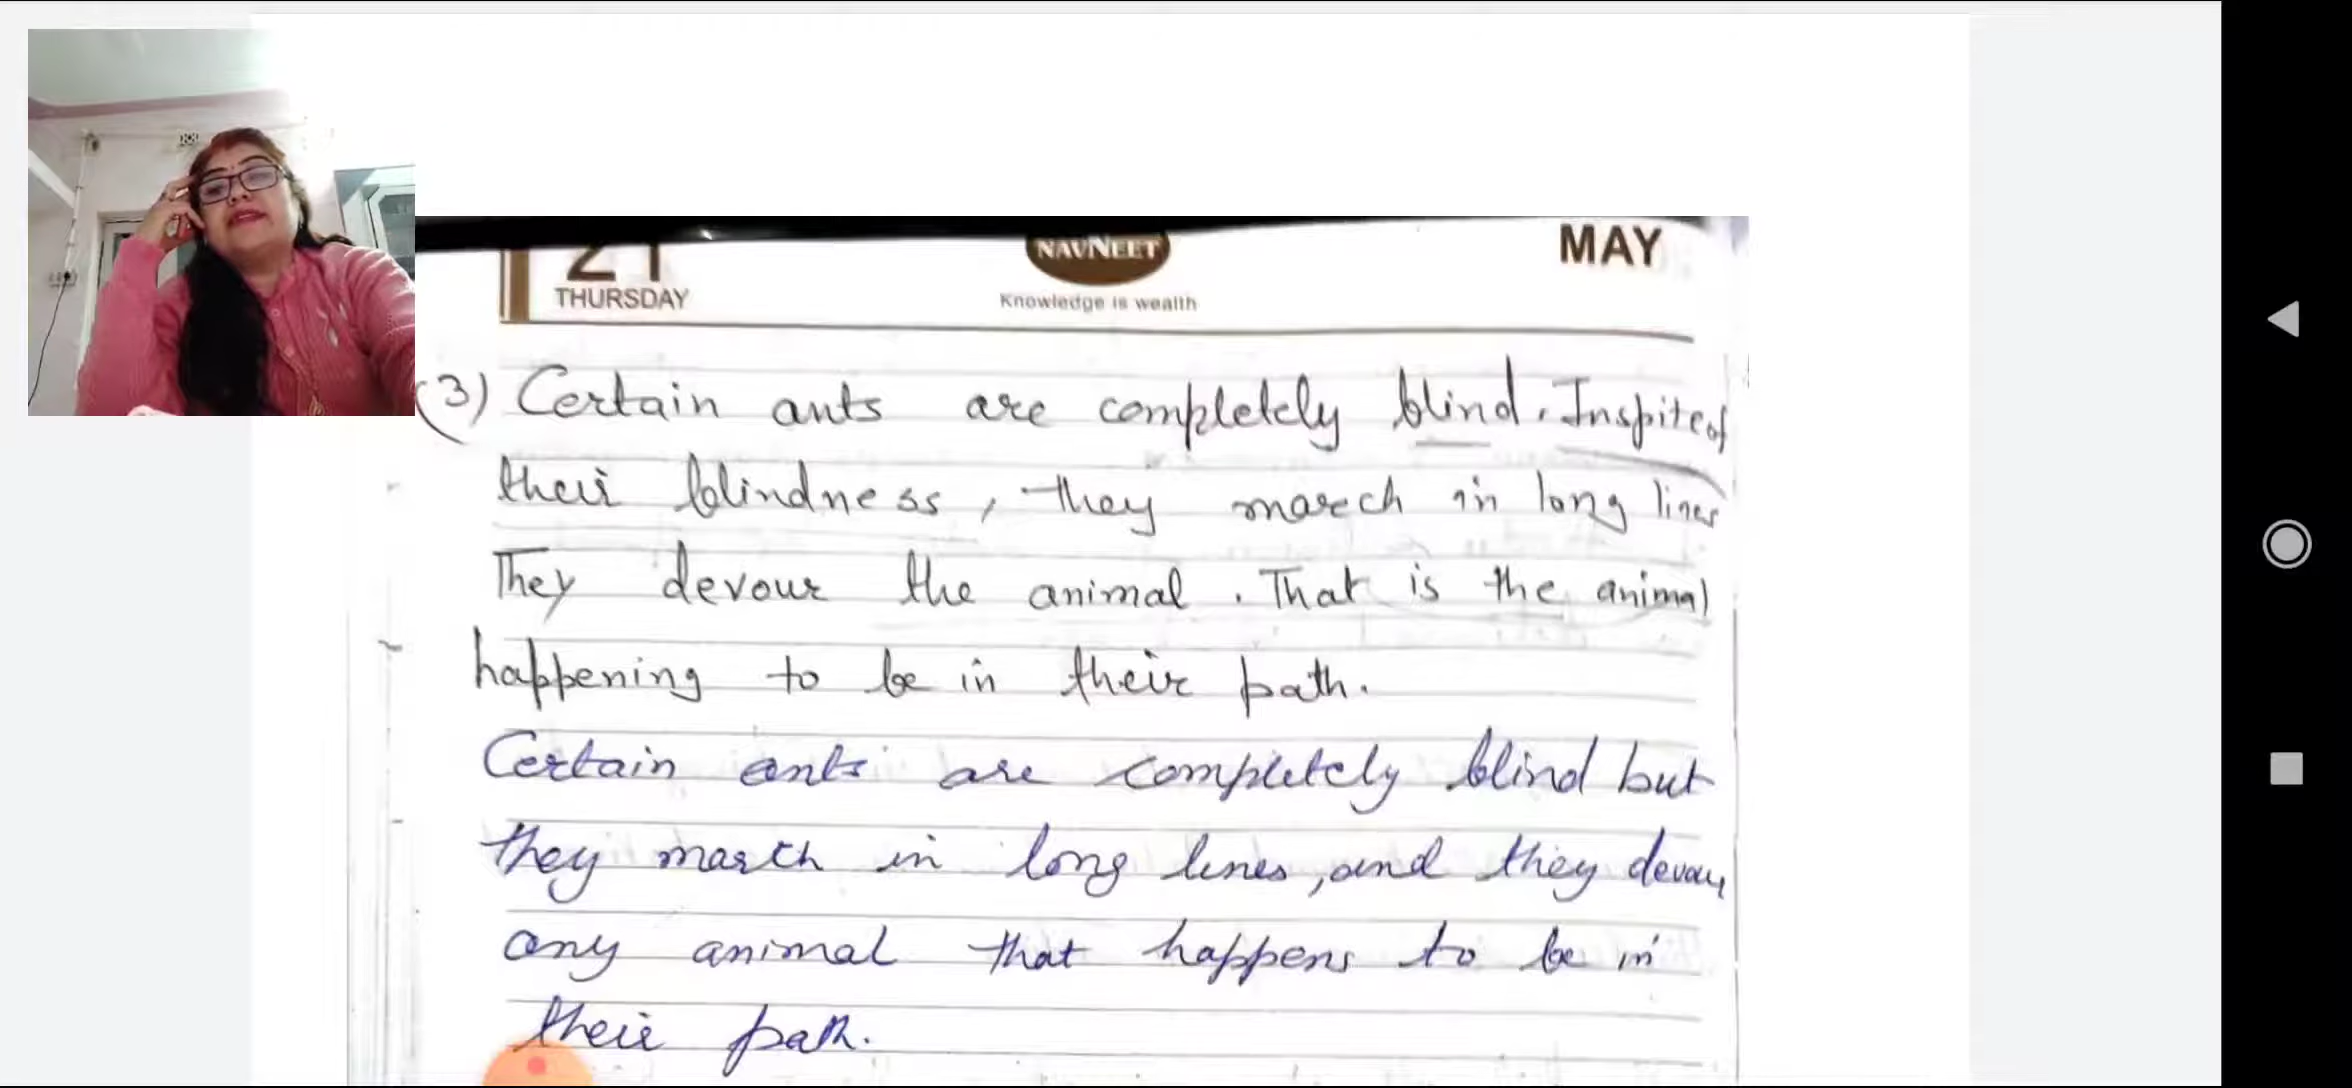 21
THURSDAY
NAVNEET
Knowledge is wealth
MAY
(3) Certain ants are completely blind. Inspite of
their blindness, they march in long lines
They devour the animal. That is the animal
happening to be in their path.
Certain ants are completely blind but
they march in long lines, and they devour
any animal that happens to be in
their path.